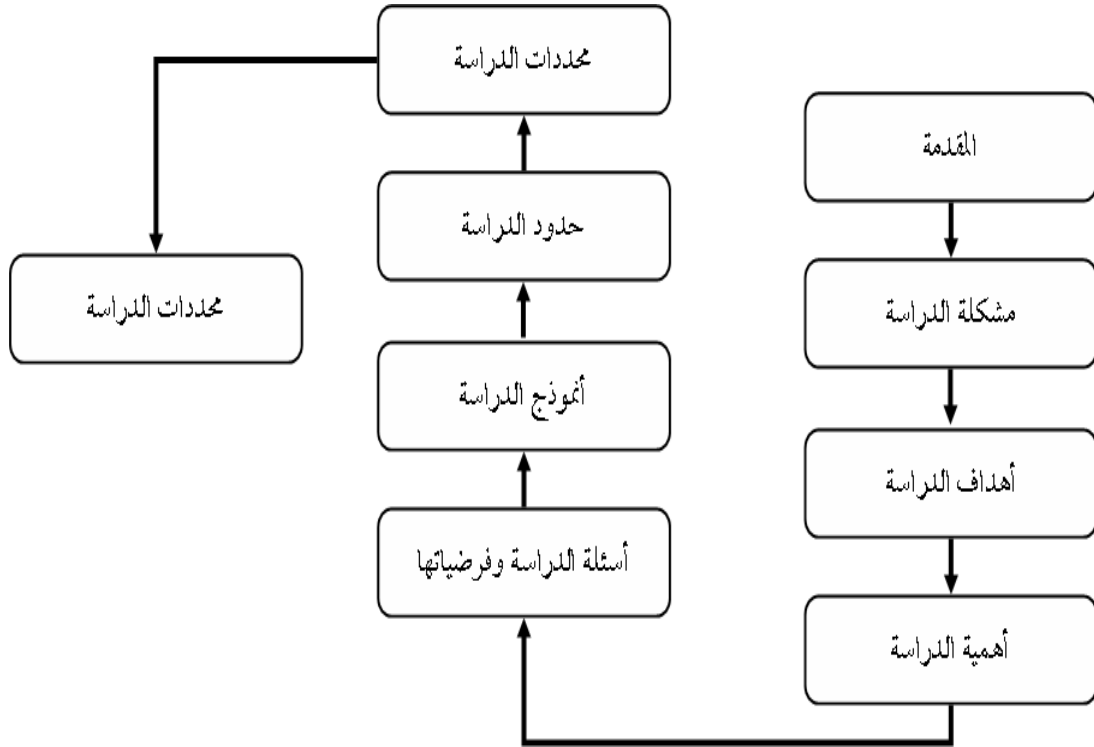 المقدمة
مشكلة الدراسة
أهداف الدراسة
أهمية الدراسة
أسئلة الدراسة وفرضياتها
أنموذج الدراسة
حدود الدراسة
محددات الدراسة
محددات الدراسة